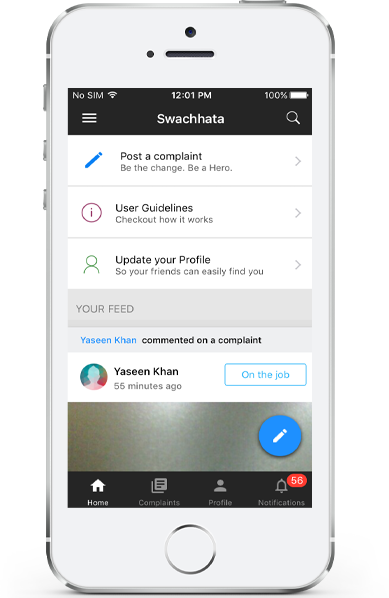 No SIM 12:01 PM 100%
Swachhata
Post a complaint
Be the change. Be a Hero.
User Guidelines
Checkout how it works
Update your Profile
So your friends can easily find you
YOUR FEED
Yaseen Khan commented on a complaint
Yaseen Khan
55 minutes ago
On the job
56
Home Complaints Profile Notifications